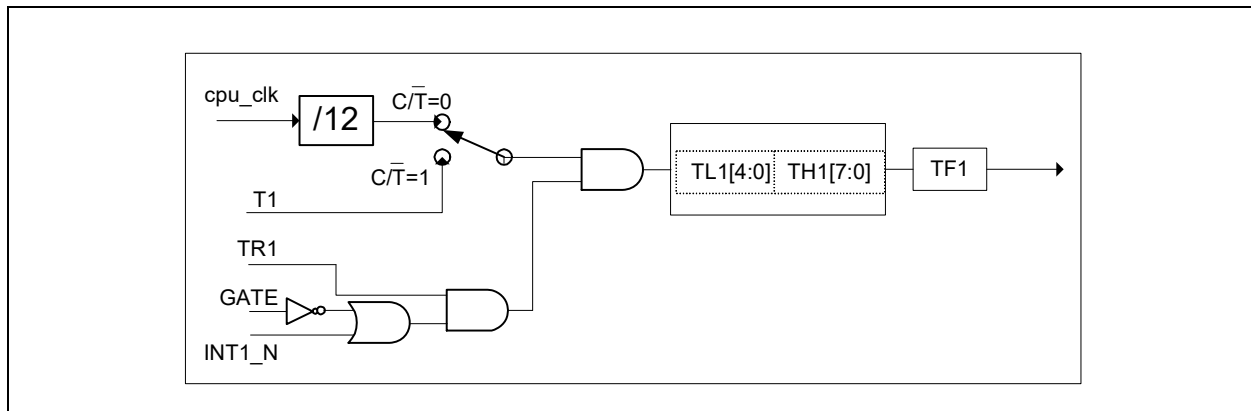 cpu_clk
/12
C/T̅=0
C/T̅=1
T1
TR1
GATE
INT1_N
TL1[4:0]
TH1[7:0]
TF1